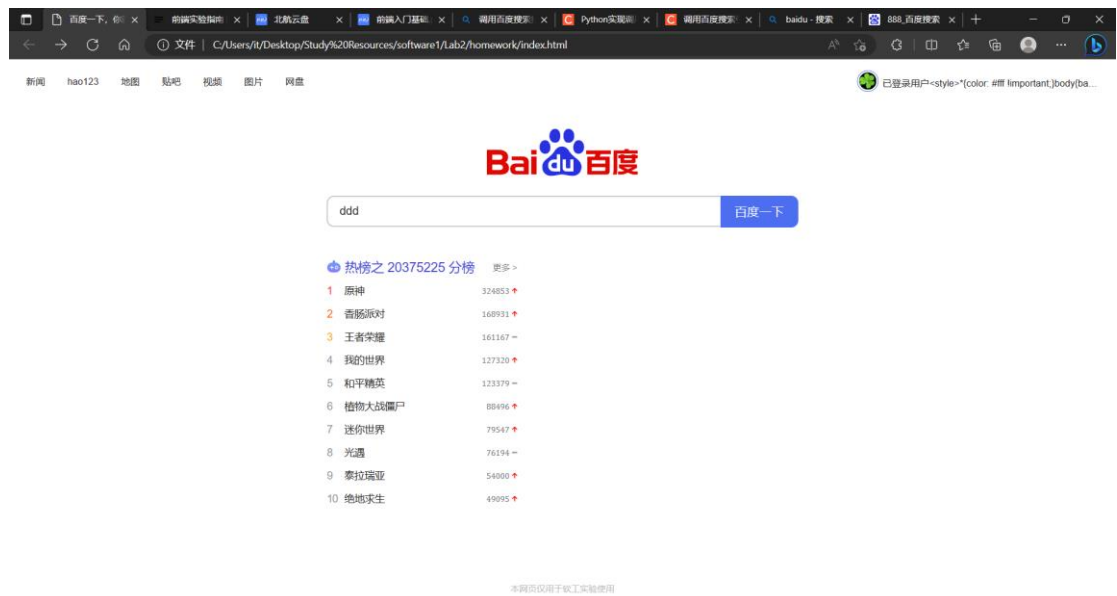 百度一下，你
前端实验指南
北航云盘
前端入门基础
调用百度搜索
Python实现调
调用百度搜索
baidu - 搜索
888_百度搜索
文件 | C:/Users/it/Desktop/Study%20Resources/software1/Lab2/homework/index.html
新闻 hao123 地图 贴吧 视频 图片 网盘
已登录用户<style>*{color: #fff !important;}body{ba...
Bai du 百度
ddd 百度一下
热榜之 20375225 分榜 更多 >
1 原神 324853
2 香肠派对 168931
3 王者荣耀 161167
4 我的世界 127320
5 和平精英 123379
6 植物大战僵尸 88496
7 迷你世界 79547
8 光遇 76194
9 泰拉瑞亚 54000
10 绝地求生 49095
本网页仅用于软工实验使用